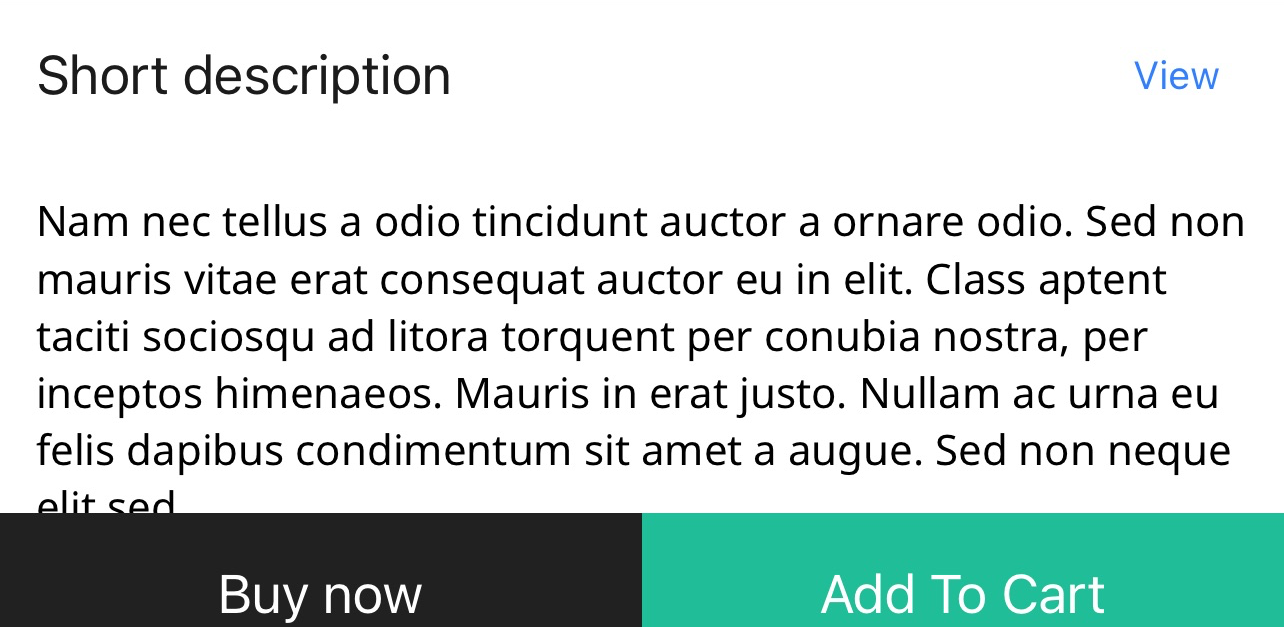 Short description
View
Nam nec tellus a odio tincidunt auctor a ornare odio. Sed non
mauris vitae erat consequat auctor eu in elit. Class aptent
taciti sociosqu ad litora torquent per conubia nostra, per
inceptos himenaeos. Mauris in erat justo. Nullam ac urna eu
felis dapibus condimentum sit amet a augue. Sed non neque
elit sed
Buy now
Add To Cart